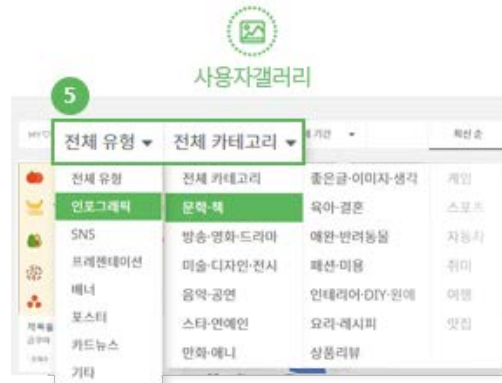 사용자갤러리
5
전체 유형 ▼ 전체 카테고리 ▼ 기간 ▼ 최신 순
전체 유형 전체 카테고리 좋은글·이미지·생각 게임
인포그래픽 문학·책 육아·결혼 스포츠
SNS 방송·영화·드라마 애완·반려동물 자동차
프레젠테이션 미술·디자인·전시 패션·미용 취미
배너 음악·공연 인테리어·DIY·원예 여행
포스터 스타·연예인 요리·레시피 맛집
카드뉴스 만화·애니 상품리뷰
기타